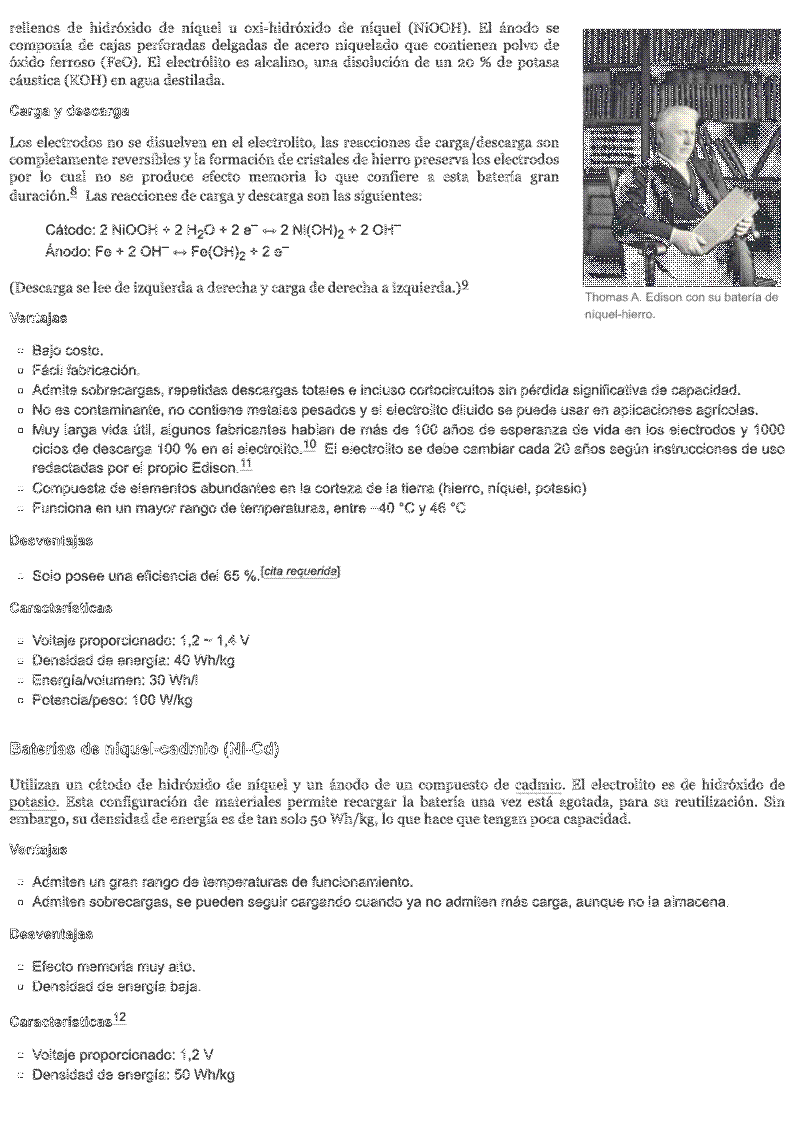 rellenos de hidróxido de níquel u oxi-hidróxido de níquel (NiOOH). El ánodo se
componía de cajas perforadas delgadas de acero niquelado que contienen polvo de
óxido ferroso (FeO). El electrólito es alcalino, una disolución de un 20 % de potasa
cáustica (KOH) en agua destilada.
Carga y descarga
Los electrodos no se disuelven en el electrolito, las reacciones de carga/descarga son
completamente reversibles y la formación de cristales de hierro preserva los electrodos
por lo cual no se produce efecto memoria lo que confiere a esta batería gran
duración.8 Las reacciones de carga y descarga son las siguientes:
Cátodo: 2 NiOOH + 2 H2O + 2 e− ↔ 2 Ni(OH)2 + 2 OH−
Ánodo: Fe + 2 OH− ↔ Fe(OH)2 + 2 e−
(Descarga se lee de izquierda a derecha y carga de derecha a izquierda.)9
Thomas A. Edison con su batería de
níquel-hierro.
Ventajas
Bajo costo.
Fácil fabricación.
Admite sobrecargas, repetidas descargas totales e incluso cortocircuitos sin pérdida significativa de capacidad.
No es contaminante, no contiene metales pesados y el electrolito diluido se puede usar en aplicaciones agrícolas.
Muy larga vida útil, algunos fabricantes hablan de más de 100 años de esperanza de vida en los electrodos y 1000
ciclos de descarga 100 % en el electrolito.10 El electrolito se debe cambiar cada 20 años según instrucciones de uso
redactadas por el propio Edison.11
Compuesta de elementos abundantes en la corteza de la tierra (hierro, níquel, potasio)
Funciona en un mayor rango de temperaturas, entre −40 °C y 46 °C
Desventajas
Solo posee una eficiencia del 65 %.[cita requerida]
Características
Voltaje proporcionado: 1,2 ~ 1,4 V
Densidad de energía: 40 Wh/kg
Energía/volumen: 30 Wh/l
Potencia/peso: 100 W/kg
Baterías de níquel-cadmio (Ni-Cd)
Utilizan un cátodo de hidróxido de níquel y un ánodo de un compuesto de cadmio. El electrolito es de hidróxido de
potasio. Esta configuración de materiales permite recargar la batería una vez está agotada, para su reutilización. Sin
embargo, su densidad de energía es de tan solo 50 Wh/kg, lo que hace que tengan poca capacidad.
Ventajas
Admiten un gran rango de temperaturas de funcionamiento.
Admiten sobrecargas, se pueden seguir cargando cuando ya no admiten más carga, aunque no la almacena.
Desventajas
Efecto memoria muy alto.
Densidad de energía baja.
Características12
Voltaje proporcionado: 1,2 V
Densidad de energía: 50 Wh/kg